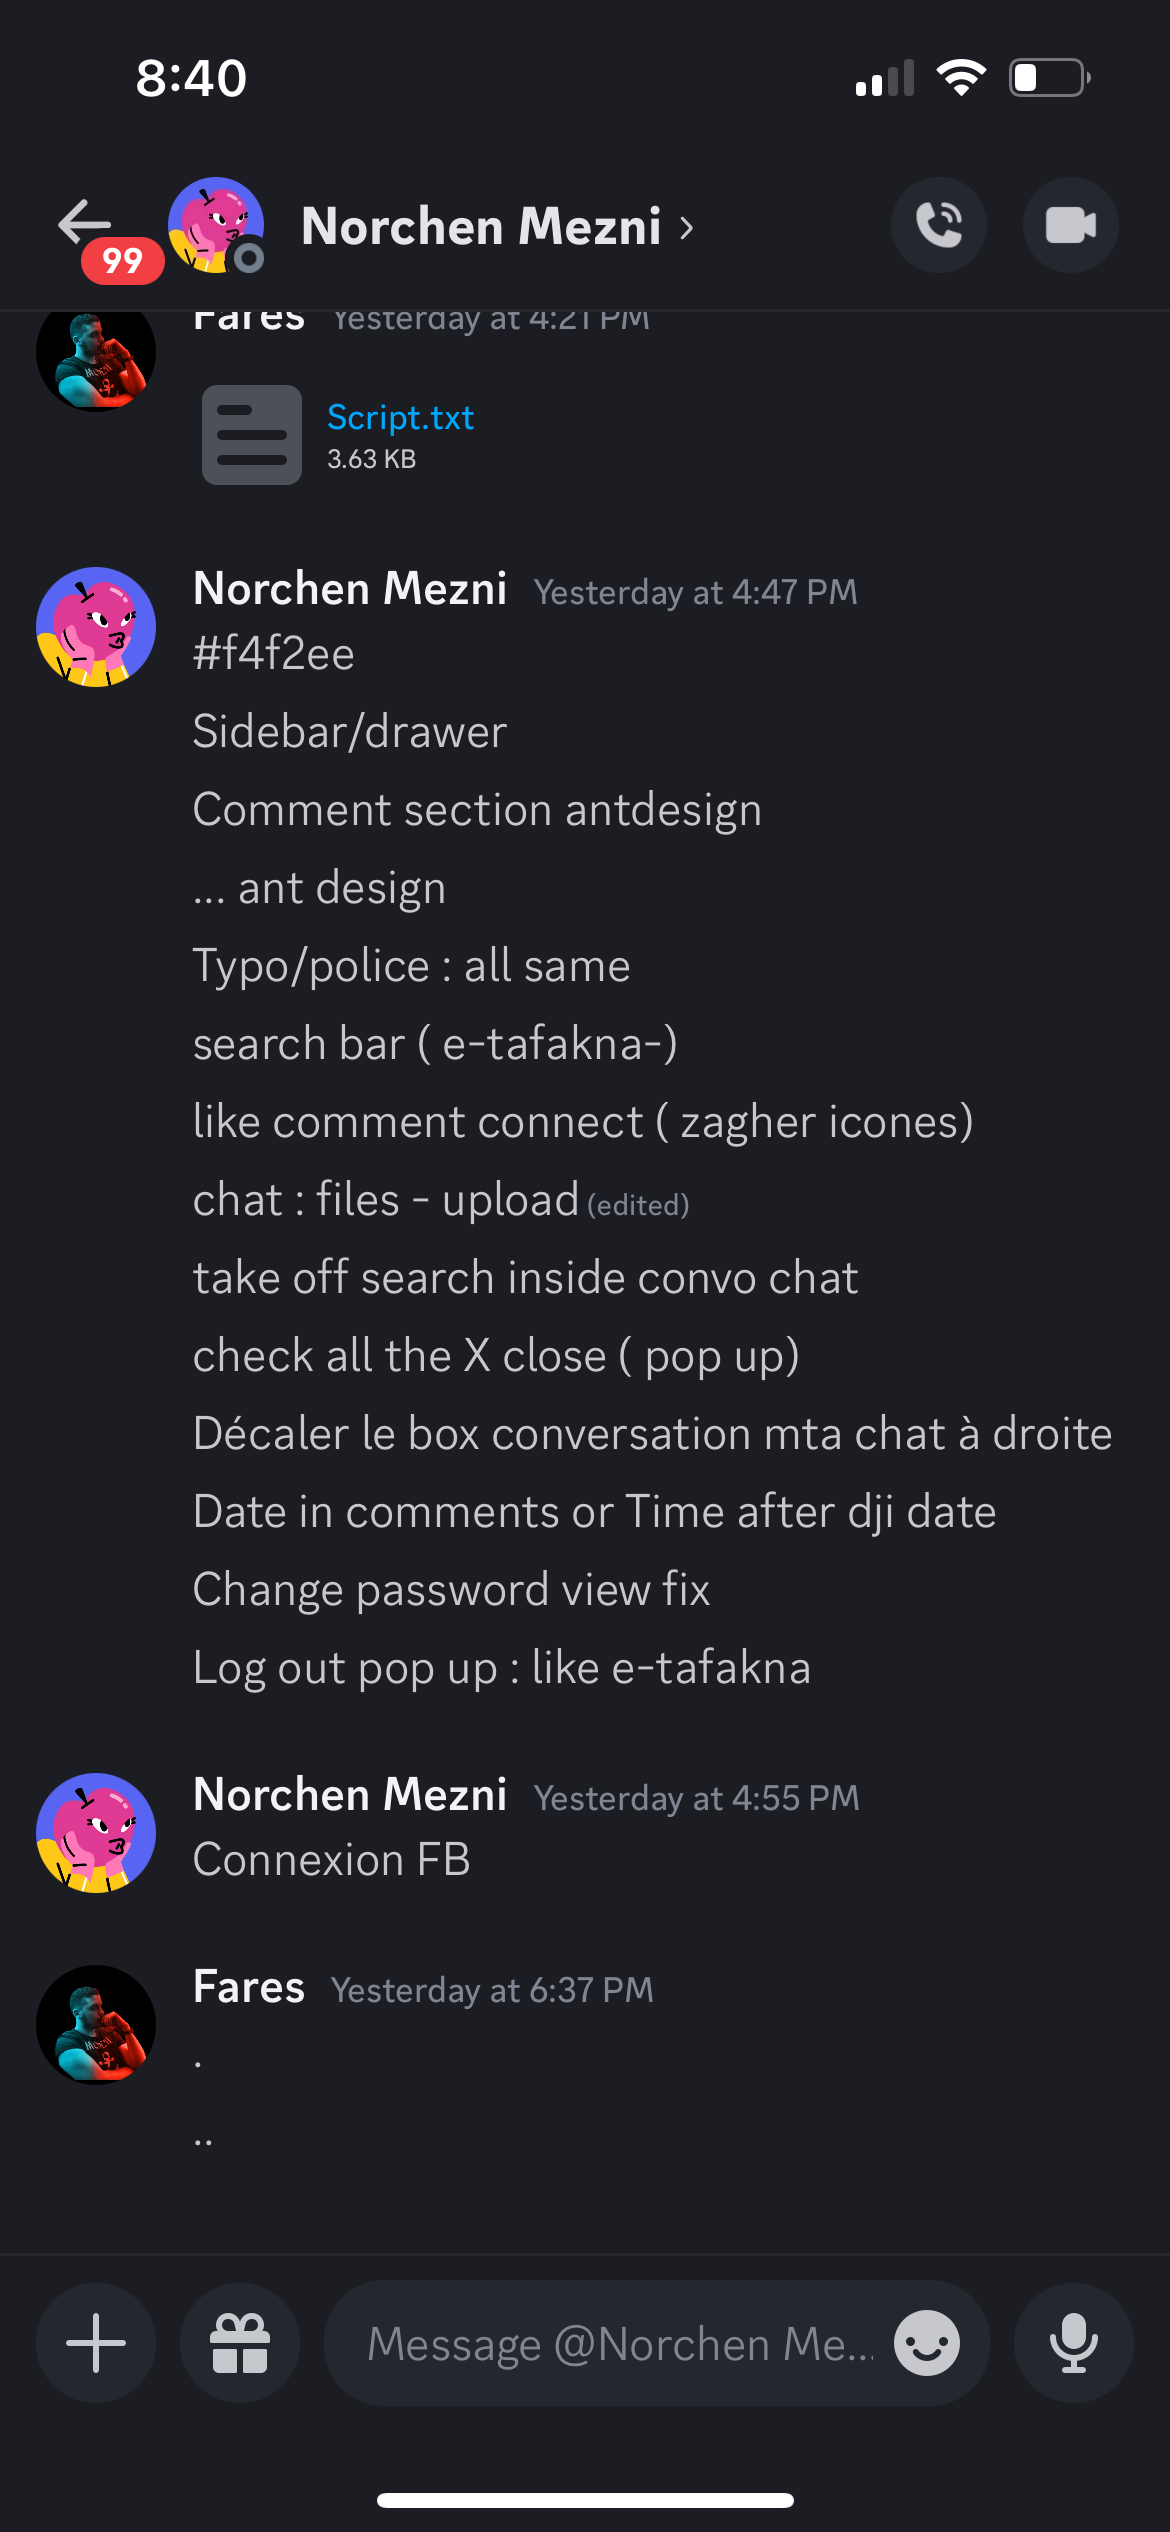 8:40
99
Norchen Mezni
Fares Yesterday at 4:21 PM
Script.txt
3.63 KB
Norchen Mezni Yesterday at 4:47 PM
#f4f2ee
Sidebar/drawer
Comment section antdesign
... ant design
Typo/police : all same
search bar ( e-tafakna-)
like comment connect ( zagher icones)
chat : files - upload (edited)
take off search inside convo chat
check all the X close ( pop up)
Décaler le box conversation mta chat à droite
Date in comments or Time after dji date
Change password view fix
Log out pop up : like e-tafakna
Norchen Mezni Yesterday at 4:55 PM
Connexion FB
Fares Yesterday at 6:37 PM
.
..
Message @Norchen Me...